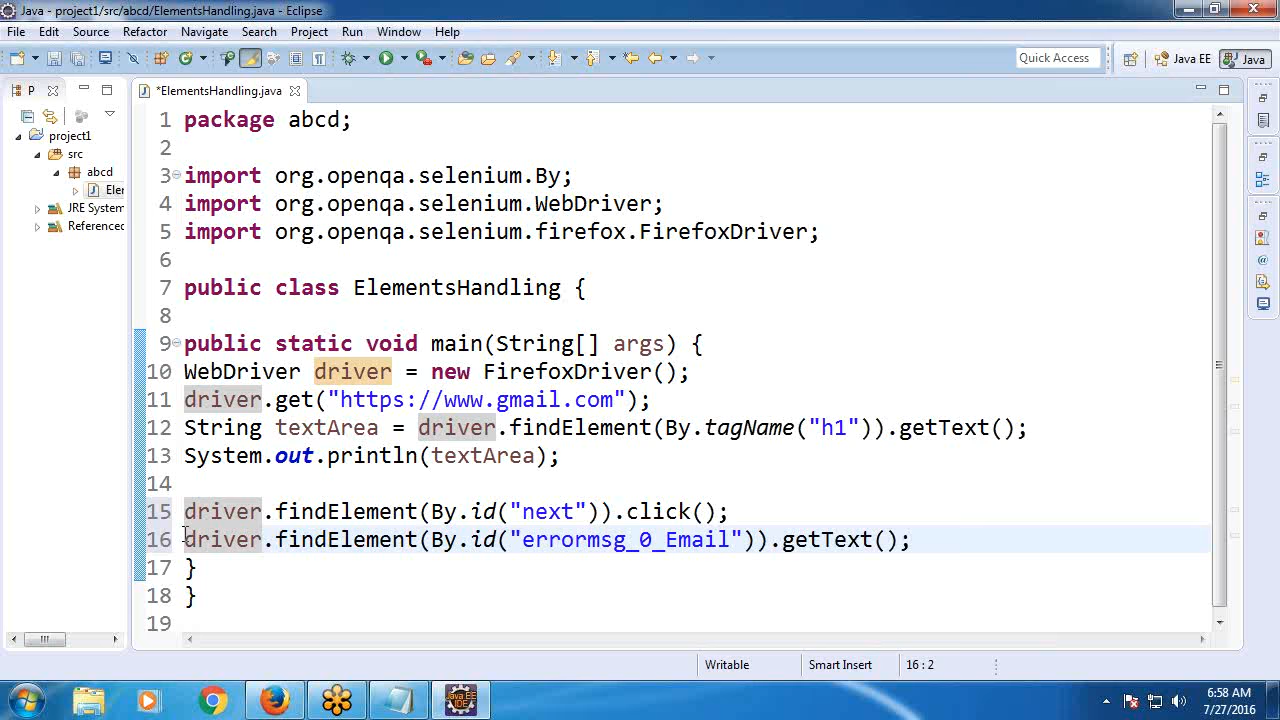 Java - project1/src/abcd/ElementsHandling.java - Eclipse
File Edit Source Refactor Navigate Search Project Run Window Help
Quick Access Java EE Java
P *ElementsHandling.java
project1
src
abcd
Eler
JRE System
Referenced
1 package abcd;
2
3 import org.openqa.selenium.By;
4 import org.openqa.selenium.WebDriver;
5 import org.openqa.selenium.firefox.FirefoxDriver;
6
7 public class ElementsHandling {
8
9 public static void main(String[] args) {
10 WebDriver driver = new FirefoxDriver();
11 driver.get("https://www.gmail.com");
12 String textArea = driver.findElement(By.tagName("h1")).getText();
13 System.out.println(textArea);
14
15 driver.findElement(By.id("next")).click();
16 driver.findElement(By.id("errormsg_0_Email")).getText();
17 }
18 }
19
Writable Smart Insert 16 : 2
Java EE
IDE
6:58 AM
7/27/2016